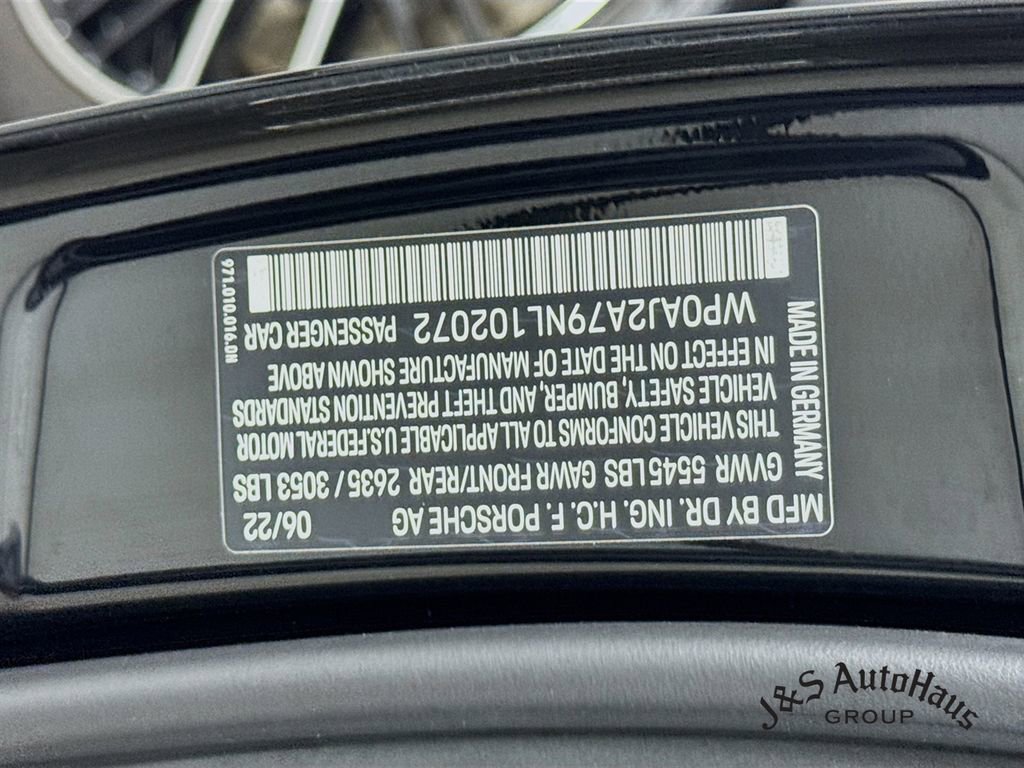 MFD BY DR. ING. H.C. F. PORSCHE AG 06/22
GVWR 5545 LBS GAWR FRONT/REAR 2635 / 3053 LBS
THIS VEHICLE CONFORMS TO ALL APPLICABLE U.S. FEDERAL MOTOR
VEHICLE SAFETY, BUMPER, AND THEFT PREVENTION STANDARDS
IN EFFECT ON THE DATE OF MANUFACTURE SHOWN ABOVE
WP0AJ2A79NL102072 PASSENGER CAR
MADE IN GERMANY
971.010.016.0N
J&S AutoHaus
GROUP